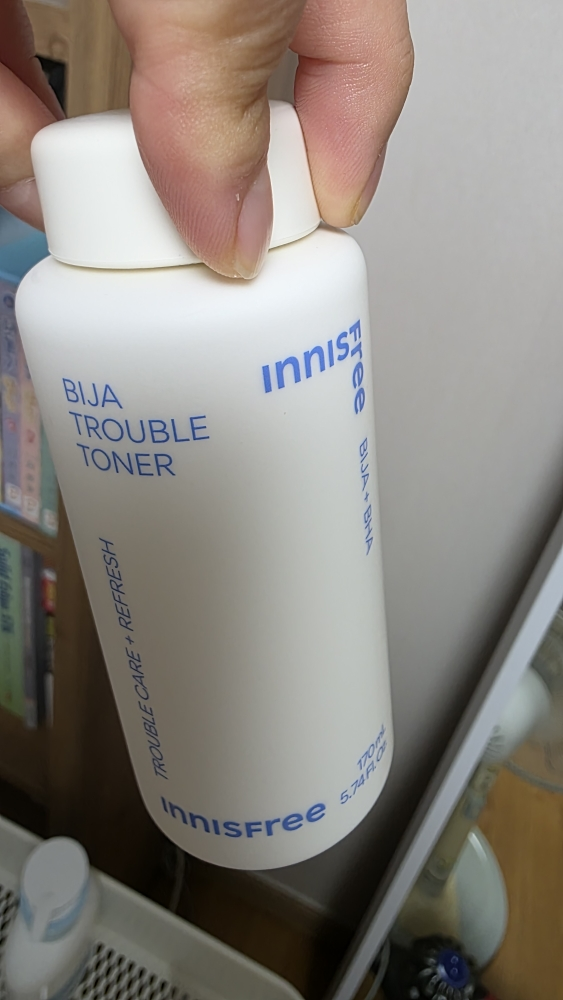 INNISFree
BIJA
TROUBLE
TONER
BIJA + BHA
TROUBLE CARE + REFRESH
170 mL
5.74 Fl. Oz.
INNISFree